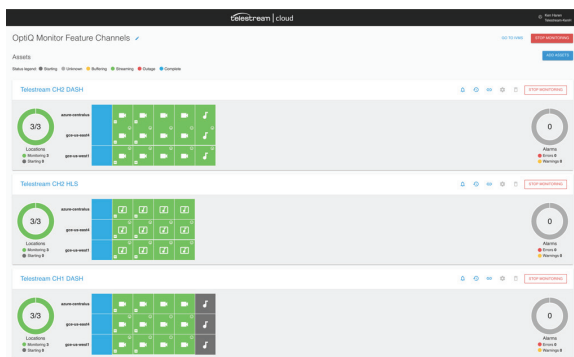 telestream | cloud
Ken Haren
Telestream Kenh
OptiQ Monitor Feature Channels
GO TO HWM
STOP MONITORING
Assets
ADD ASSETS
Status legend: Starting Unknown Buffering Streaming Outage Complete
Telestream CH2 DASH
STOP MONITORING
3/3
azure-centralus
gce-us-east4
gce-us-west1
Locations
Monitoring 3
Starting 0
0
Alarms
Errors 0
Warnings 0
Telestream CH2 HLS
STOP MONITORING
3/3
azure-centralus
gce-us-east4
gce-us-west1
Locations
Monitoring 3
Starting 0
0
Alarms
Errors 0
Warnings 0
Telestream CH1 DASH
STOP MONITORING
3/3
azure-centralus
gce-us-east4
gce-us-west1
Locations
Monitoring 3
Starting 0
0
Alarms
Errors 0
Warnings 0